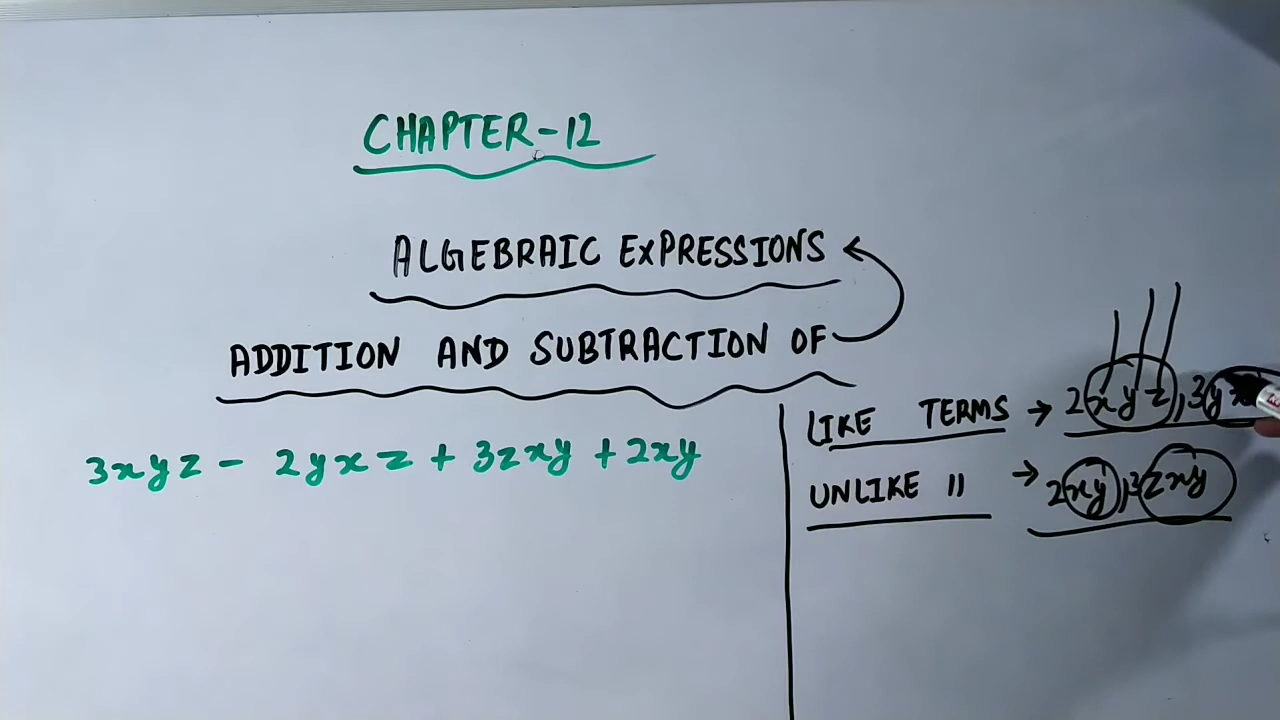 CHAPTER-12
ALGEBRAIC EXPRESSIONS
ADDITION AND SUBTRACTION OF
3xyz - 2yxz + 3zxy + 2xy
LIKE TERMS → 2xyz, 3y
UNLIKE 11 → 2xy, 3zxy